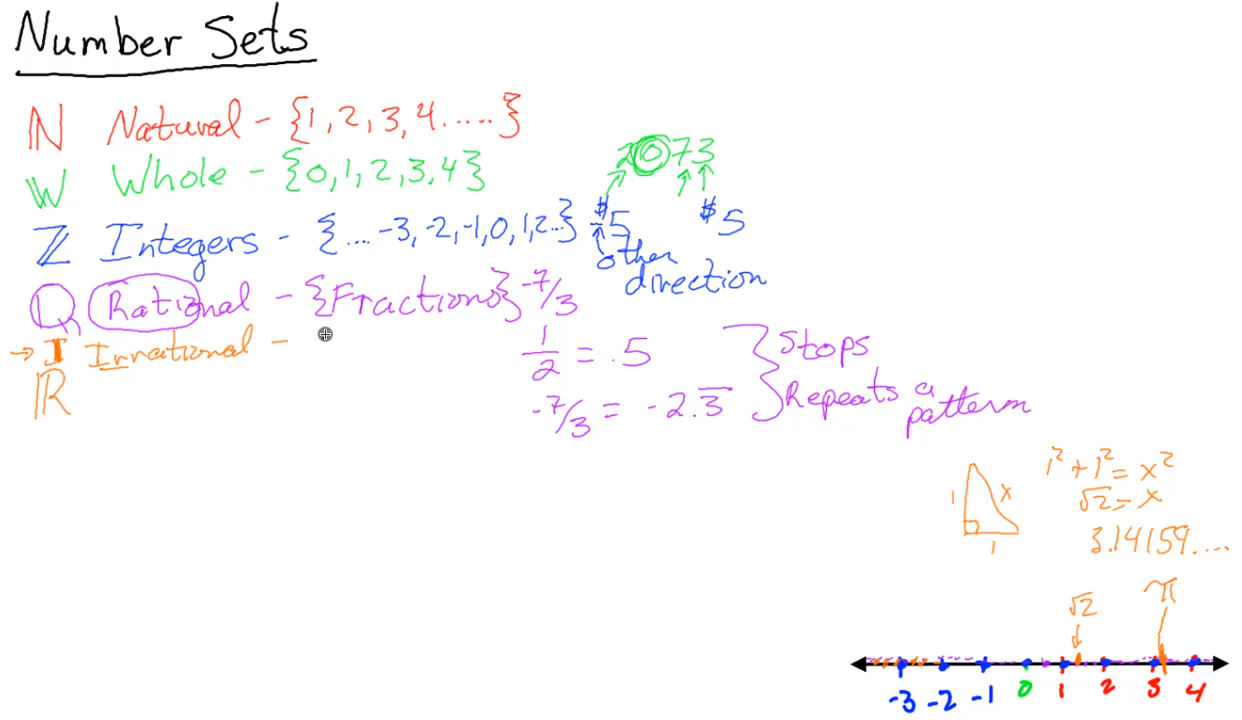 Number Sets
ℕ Natural - {1, 2, 3, 4.....}
𝕎 Whole - {0, 1, 2, 3, 4}
2073
ℤ Integers - {.... -3, -2, -1, 0, 1, 2...}
-$5 $5
other direction
ℚ Rational - {Fractions} -7/3
→ 𝕀 Irrational -
ℝ
1/2 = .5
-7/3 = -2.3̅
Stops
Repeats a pattern
1 x
1
1² + 1² = x²
√2 = x
3.14159....
√2 π
-3 -2 -1 0 1 2 3 4